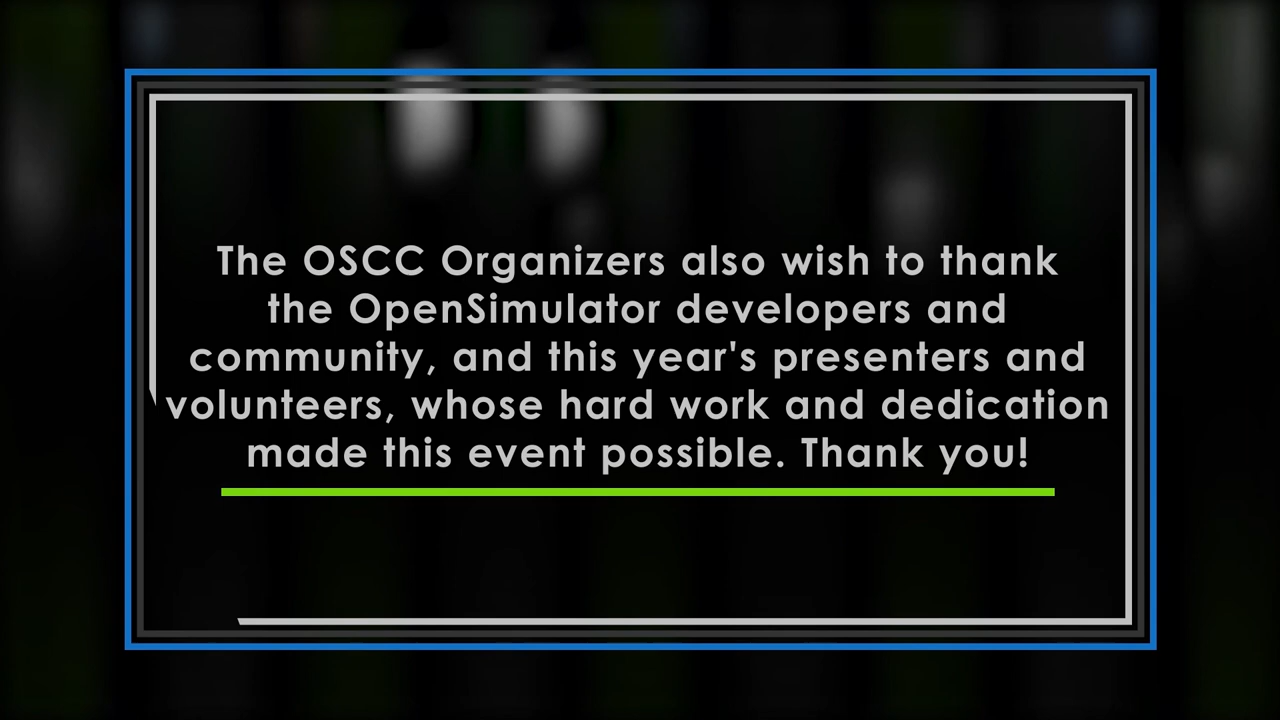 The OSCC Organizers also wish to thank
the OpenSimulator developers and
community, and this year's presenters and
volunteers, whose hard work and dedication
made this event possible. Thank you!